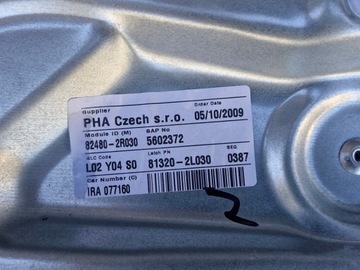 Supplier Order Date
PHA Czech s.r.o. 05/10/2009
Module ID (M) SAP No
82480-2R030 5602372
ALC Code Latch PN SEQ
L02 Y04 S0 81320-2L030 0387
Car Number (C)
IRA 077160